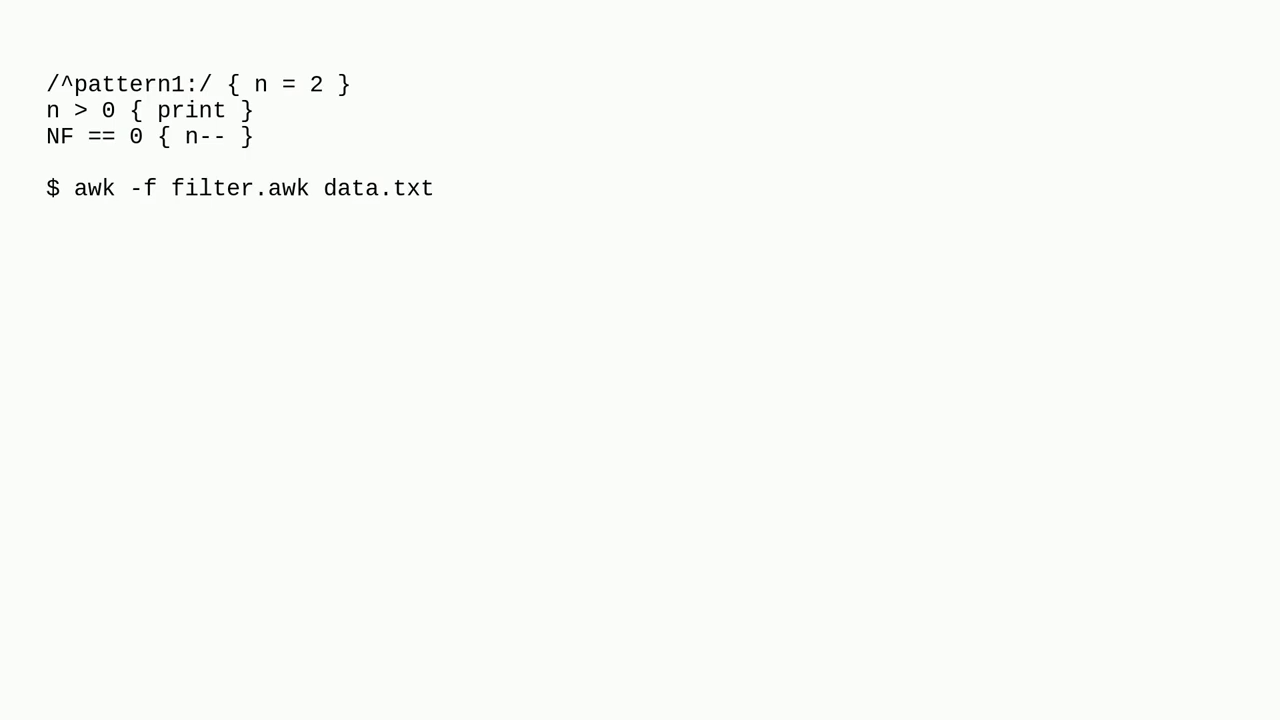 /^pattern1:/ { n = 2 }
n > 0 { print }
NF == 0 { n-- }
$ awk -f filter.awk data.txt